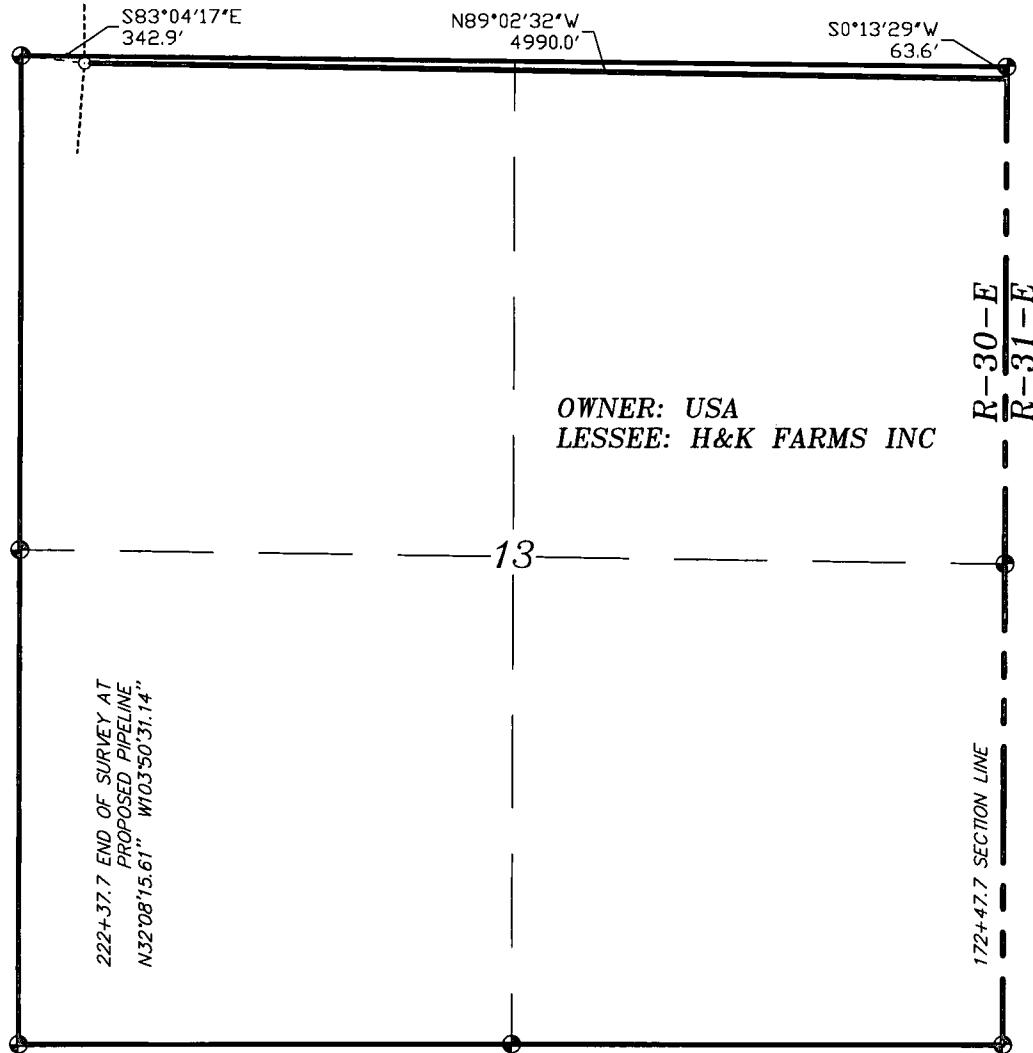 S83°04'17"E
342.9'
N89°02'32"W
4990.0'
S0°13'29"W
63.6'
R-30-E
R-31-E
OWNER: USA
LESSEE: H&K FARMS INC
13
222+37.7 END OF SURVEY AT
PROPOSED PIPELINE
N32°08'15.61" W103°50'31.14"
172+47.7 SECTION LINE